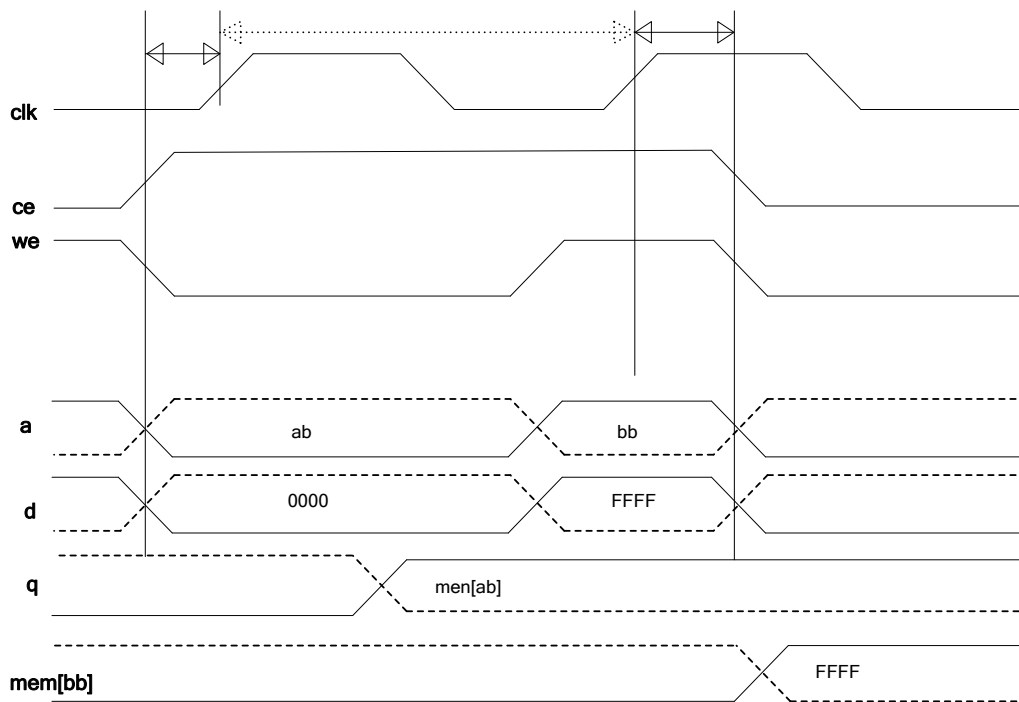 clk
ce
we
a ab bb
d 0000 FFFF
q men[ab]
mem[bb] FFFF